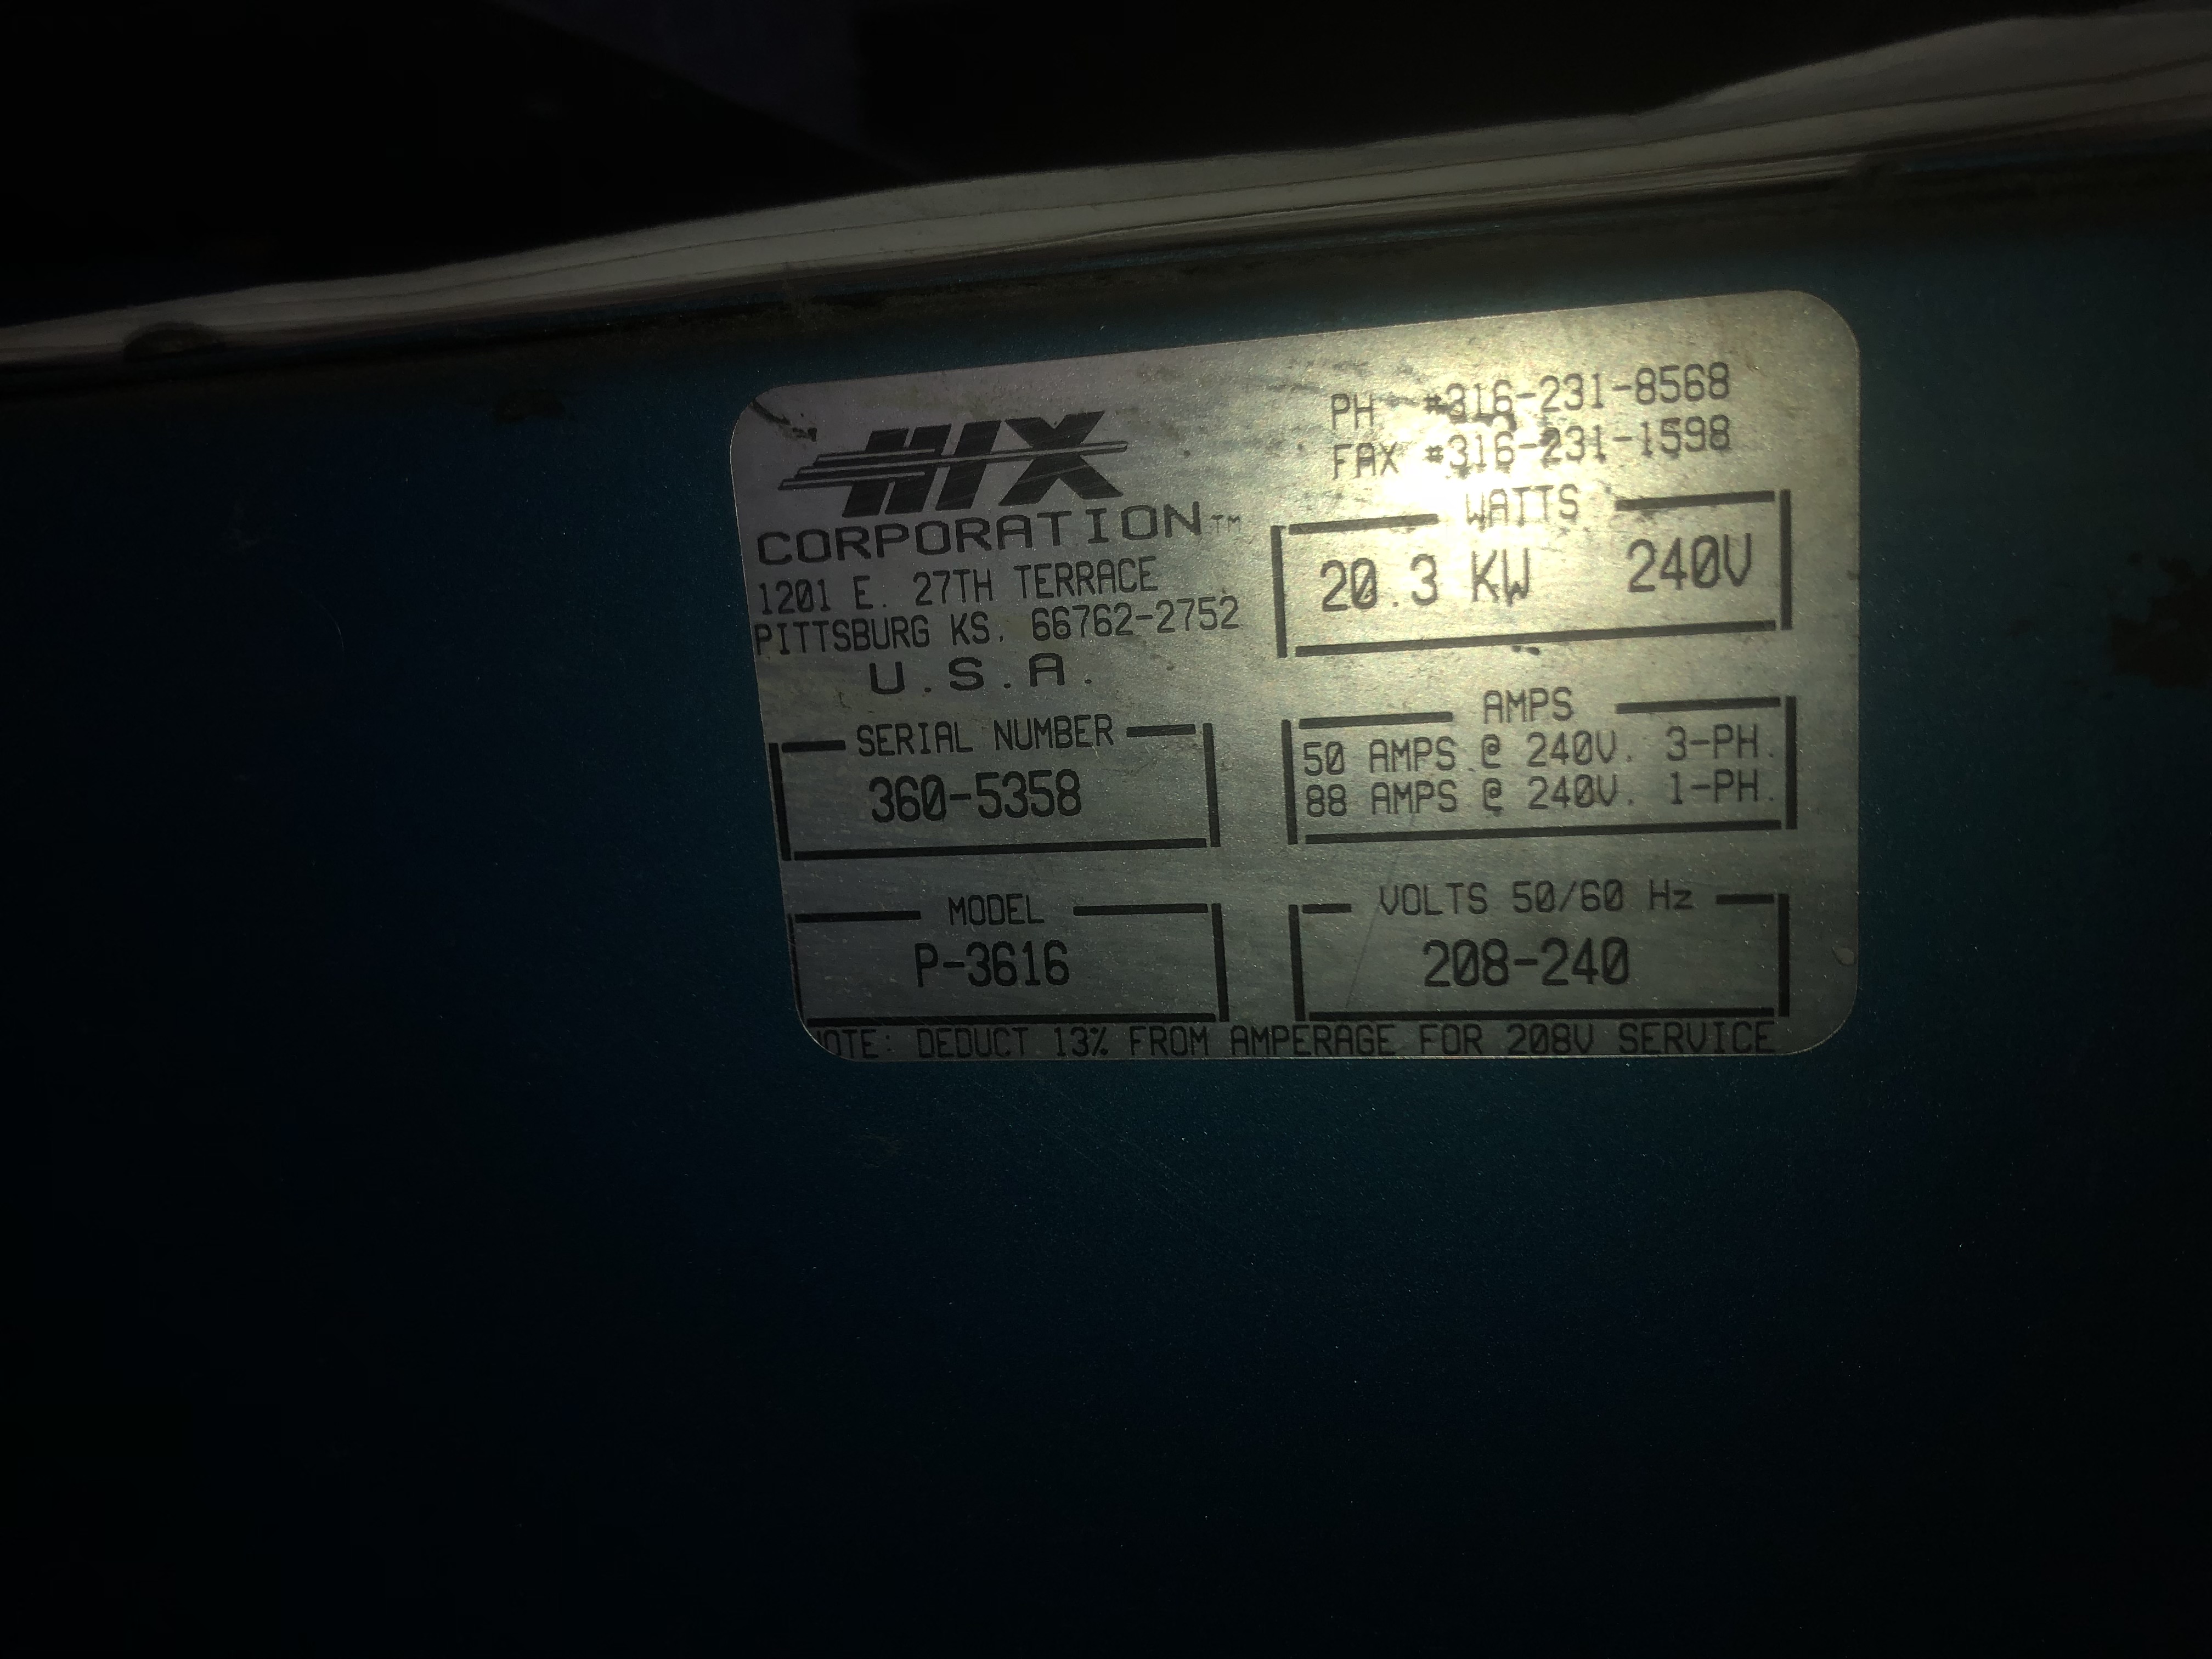 HIX
CORPORATION™
1201 E. 27TH TERRACE
PITTSBURG KS. 66762-2752
U.S.A.
PH #316-231-8568
FAX #316-231-1598
WATTS
20.3 KW 240V
SERIAL NUMBER
360-5358
AMPS
50 AMPS @ 240V. 3-PH.
88 AMPS @ 240V. 1-PH.
MODEL
P-3616
VOLTS 50/60 Hz
208-240
NOTE: DEDUCT 13% FROM AMPERAGE FOR 208V SERVICE